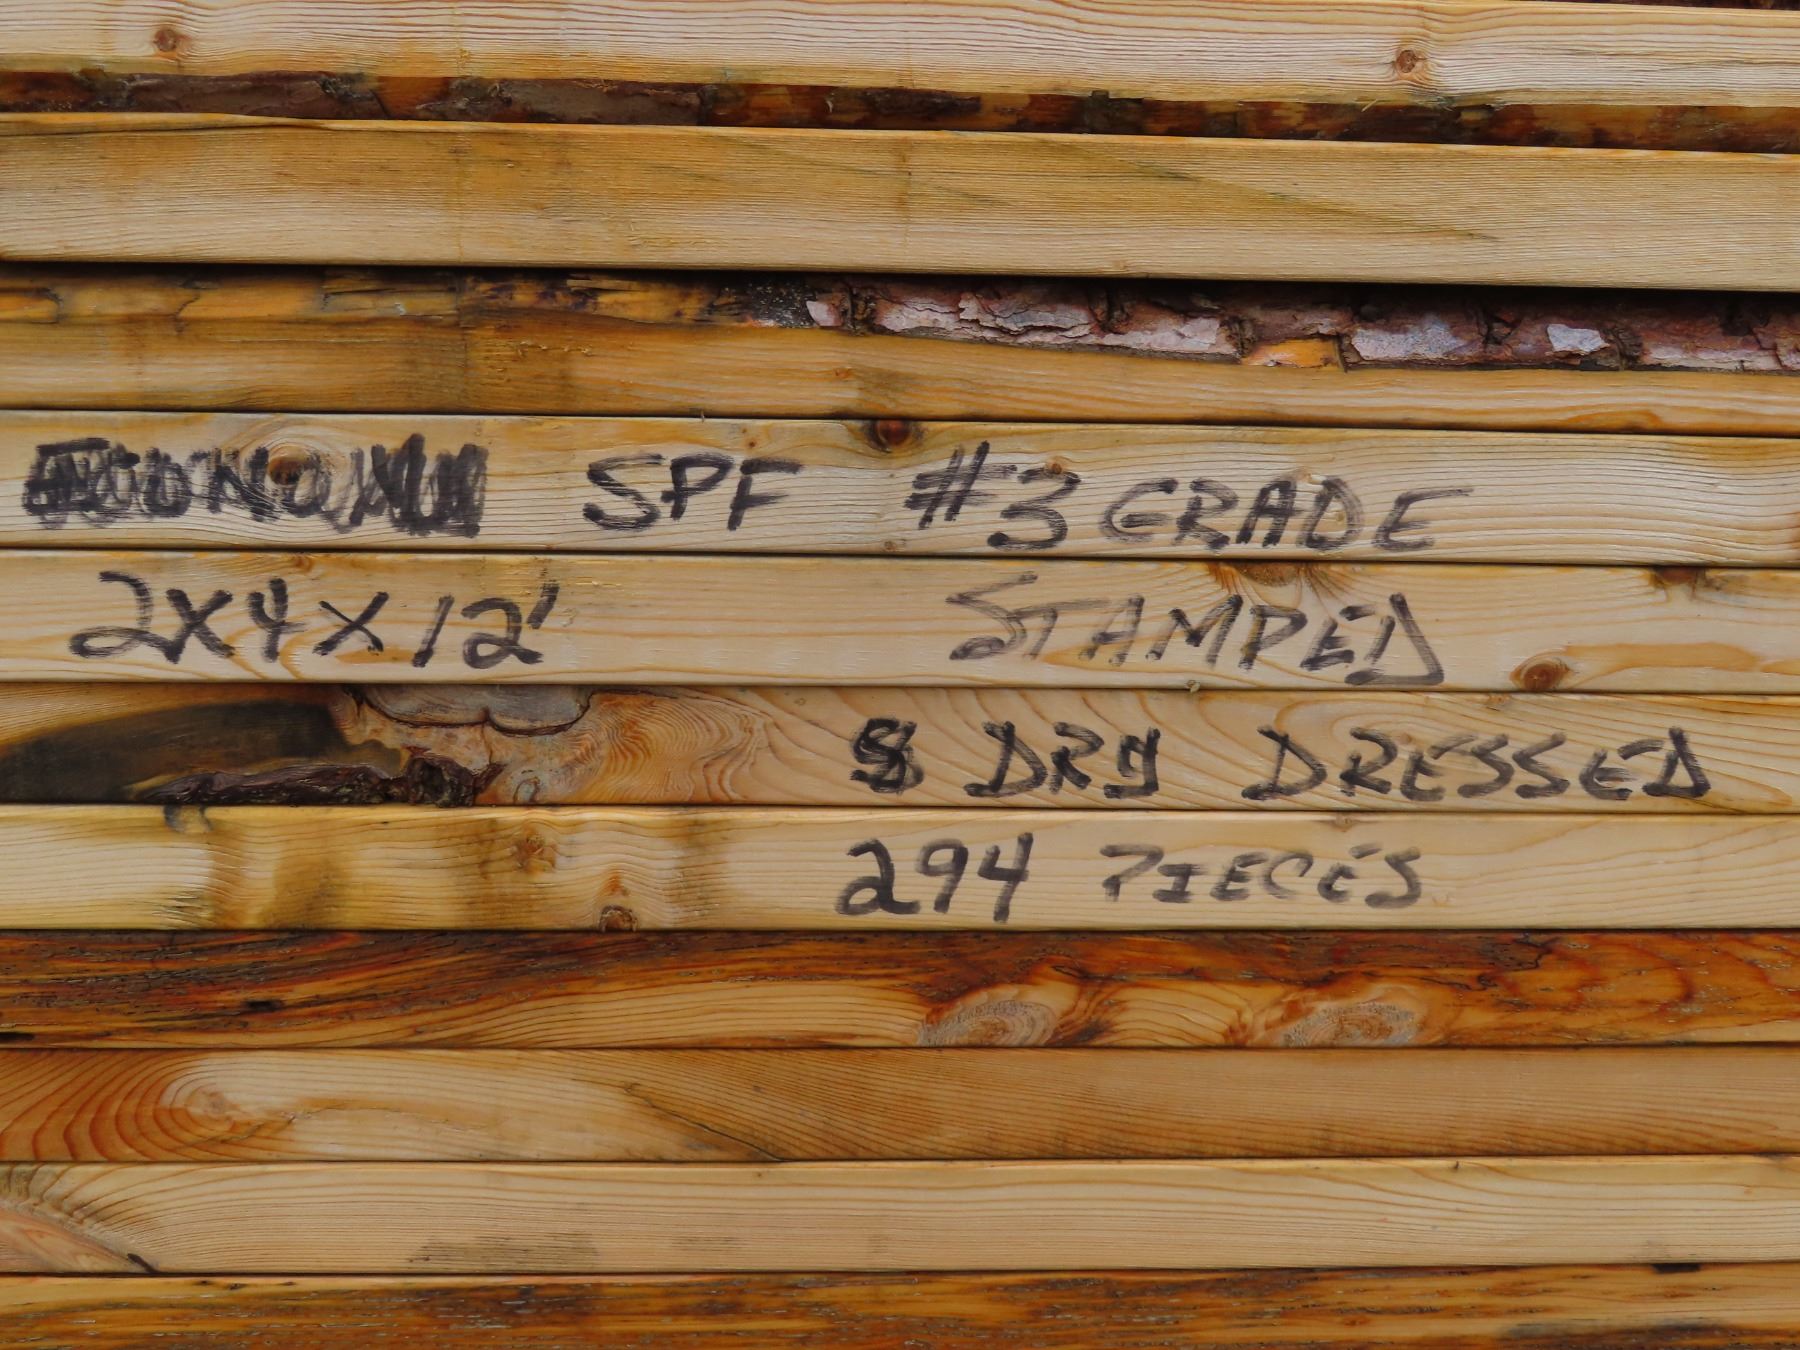 SPF #3 GRADE
2X4X12' STAMPED
& DRY DRESSED
294 PIECES